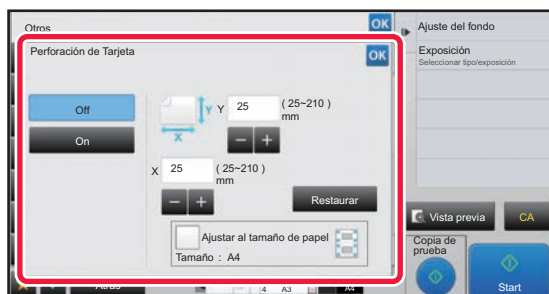 Otros
OK
Ajuste del fondo
Perforación de Tarjeta
OK
Exposición
Seleccionar tipo/exposición
Off
On
Y
Y 25 ( 25~210 )
mm
X
X 25 ( 25~210 )
mm
Restaurar
Ajustar al tamaño de papel
Tamaño : A4
Vista previa
CA
Copia de
prueba
Start
Atrás
4 A3
A4